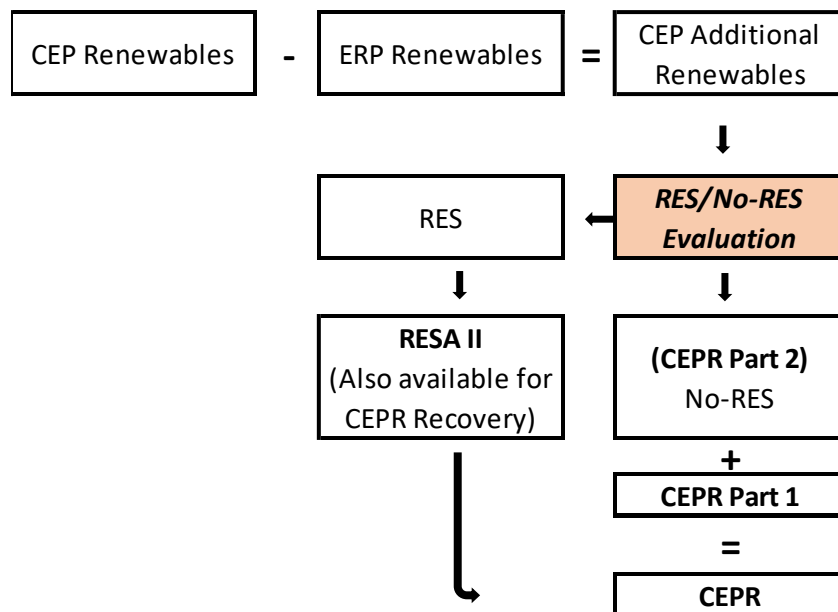 CEP Renewables - ERP Renewables = CEP Additional
Renewables
RES
RES/No-RES
Evaluation
RESA II
(Also available for
CEPR Recovery)
(CEPR Part 2)
No-RES
+
CEPR Part 1
=
CEPR